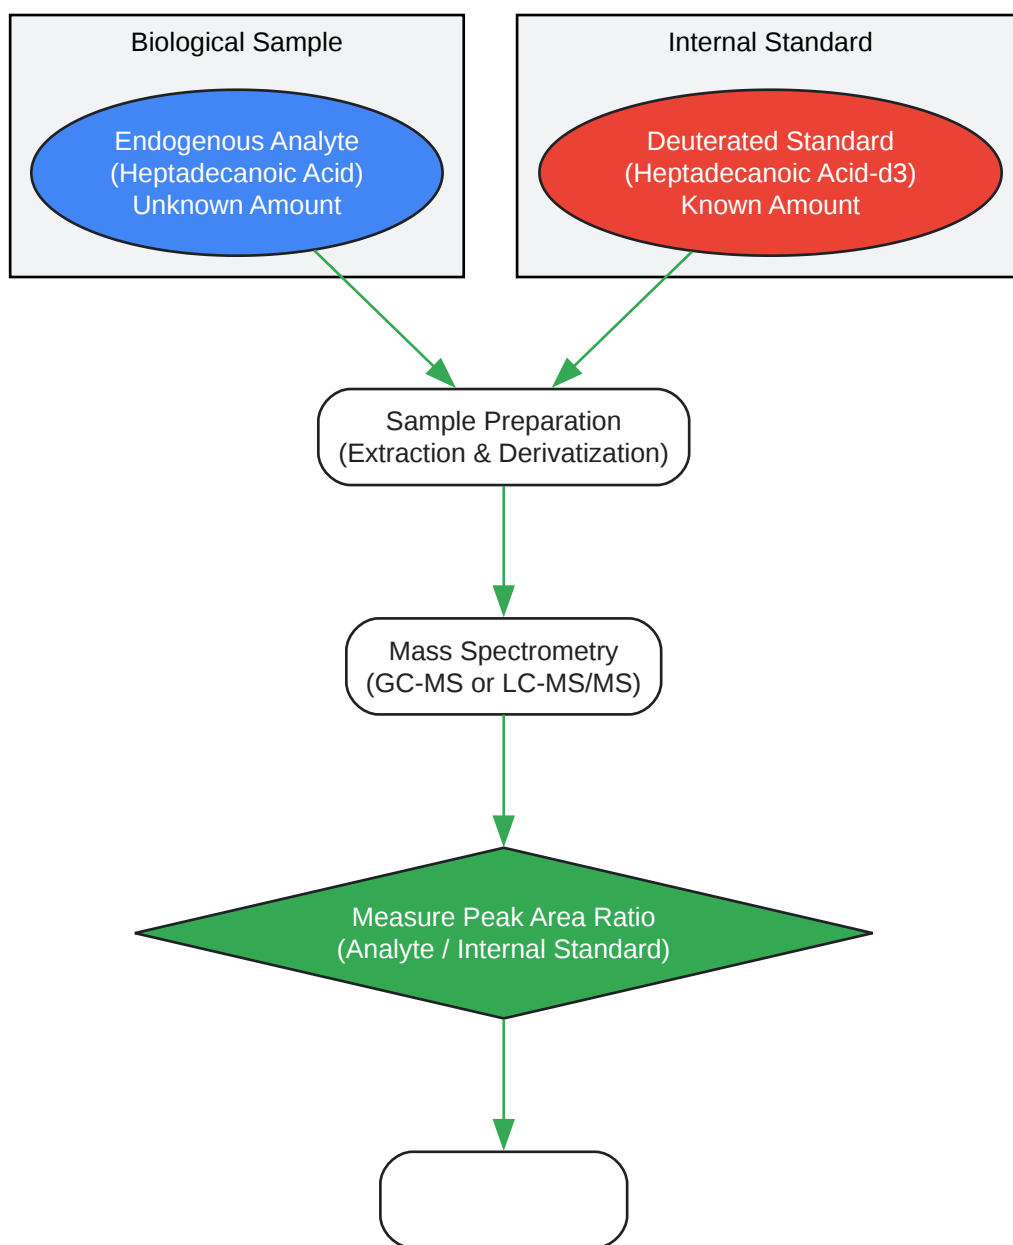 Biological Sample
Internal Standard
Endogenous Analyte
(Heptadecanoic Acid)
Unknown Amount
Deuterated Standard
(Heptadecanoic Acid-d3)
Known Amount
Sample Preparation
(Extraction & Derivatization)
Mass Spectrometry
(GC-MS or LC-MS/MS)
Measure Peak Area Ratio
(Analyte / Internal Standard)